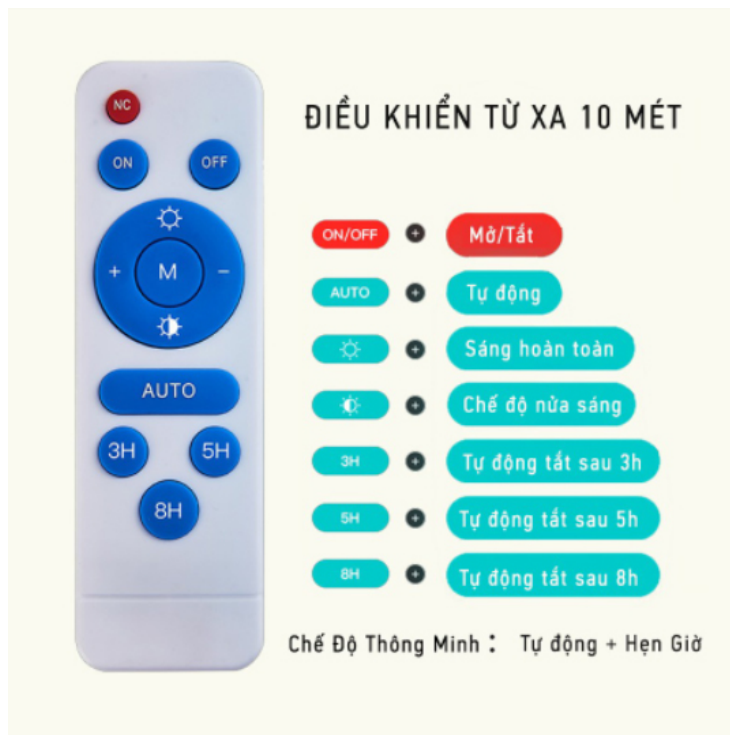 NC
ON OFF
+ M -
AUTO
3H 5H
8H
ĐIỀU KHIỂN TỪ XA 10 MÉT
ON/OFF + Mở/Tắt
AUTO + Tự động
+ Sáng hoàn toàn
+ Chế độ nửa sáng
3H + Tự động tắt sau 3h
5H + Tự động tắt sau 5h
8H + Tự động tắt sau 8h
Chế Độ Thông Minh : Tự động + Hẹn Giờ